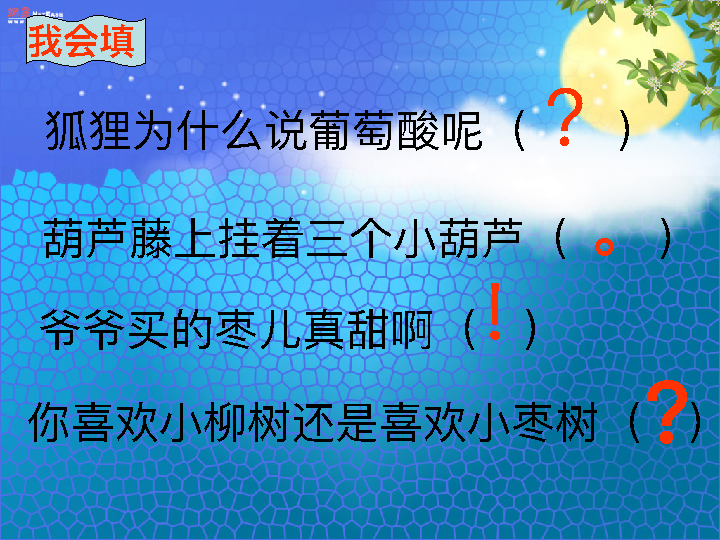 我会填
狐狸为什么说葡萄酸呢（？）
葫芦藤上挂着三个小葫芦（。）
爷爷买的枣儿真甜啊（！）
你喜欢小柳树还是喜欢小枣树（？）